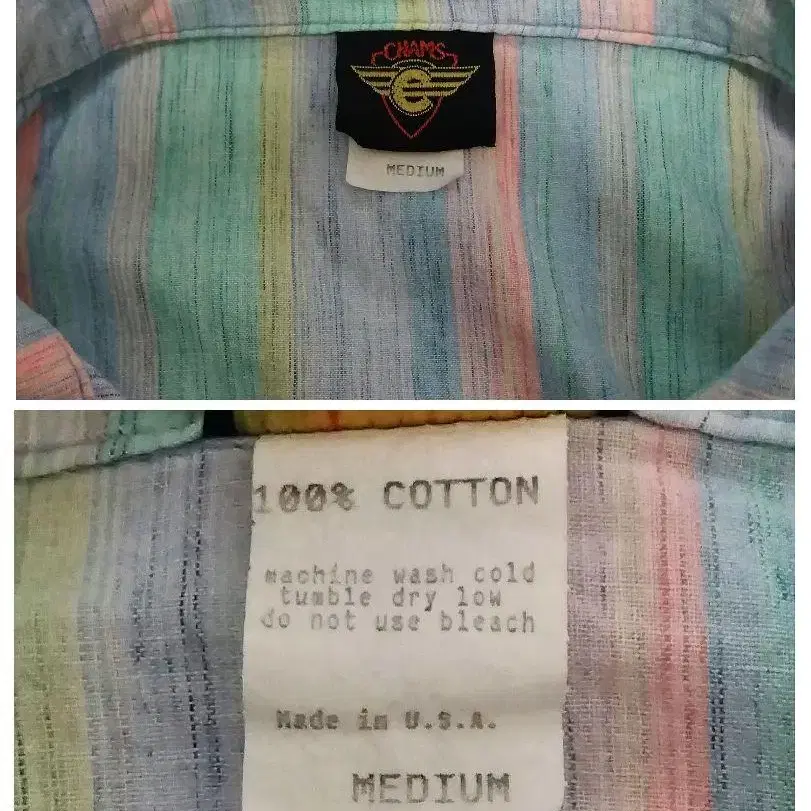 CHAMS
e
MEDIUM
100% COTTON
machine wash cold
tumble dry low
do not use bleach
Made in U.S.A.
MEDIUM